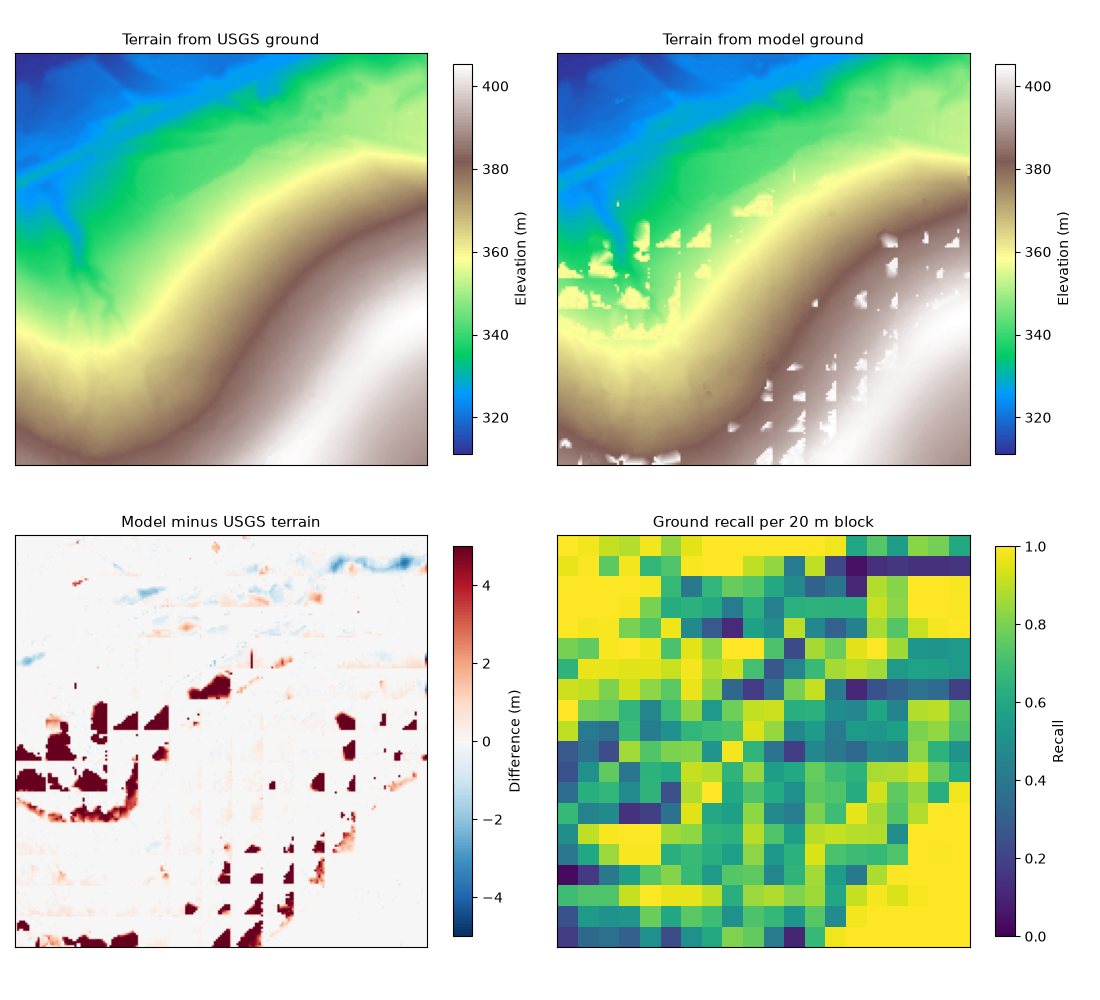 Terrain from USGS ground
400
380
360
340
320
Elevation (m)
Terrain from model ground
400
380
360
340
320
Elevation (m)
Model minus USGS terrain
4
2
0
−2
−4
Difference (m)
Ground recall per 20 m block
1.0
0.8
0.6
0.4
0.2
0.0
Recall